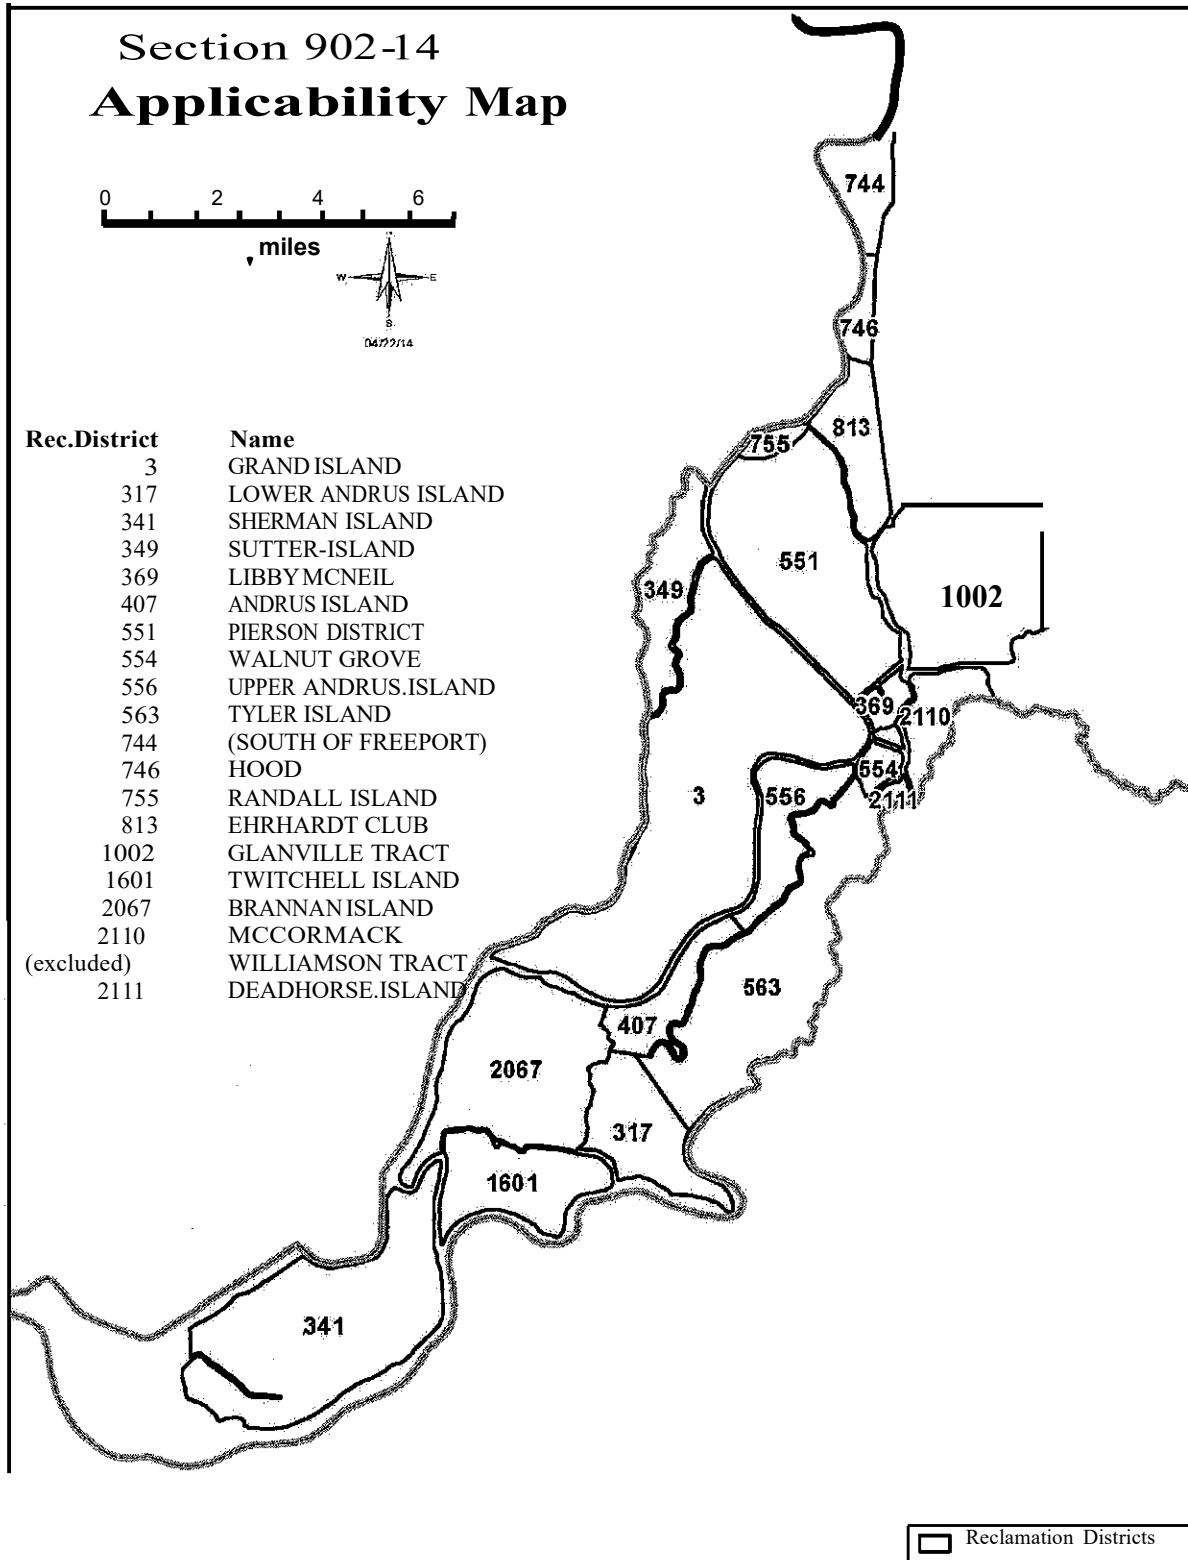 Section 902-14
Applicability Map
0 2 4 6
miles
W E
S
04/22/14
Rec.District Name
3 GRAND ISLAND
317 LOWER ANDRUS ISLAND
341 SHERMAN ISLAND
349 SUTTER-ISLAND
369 LIBBY MCNEIL
407 ANDRUS ISLAND
551 PIERSON DISTRICT
554 WALNUT GROVE
556 UPPER ANDRUS.ISLAND
563 TYLER ISLAND
744 (SOUTH OF FREEPORT)
746 HOOD
755 RANDALL ISLAND
813 EHRHARDT CLUB
1002 GLANVILLE TRACT
1601 TWITCHELL ISLAND
2067 BRANNAN ISLAND
2110 MCCORMACK
(excluded) WILLIAMSON TRACT
2111 DEADHORSE.ISLAND
744
746
813
755
551
349
1002
369
2110
554
3
556
2111
563
407
2067
317
1601
341
Reclamation Districts